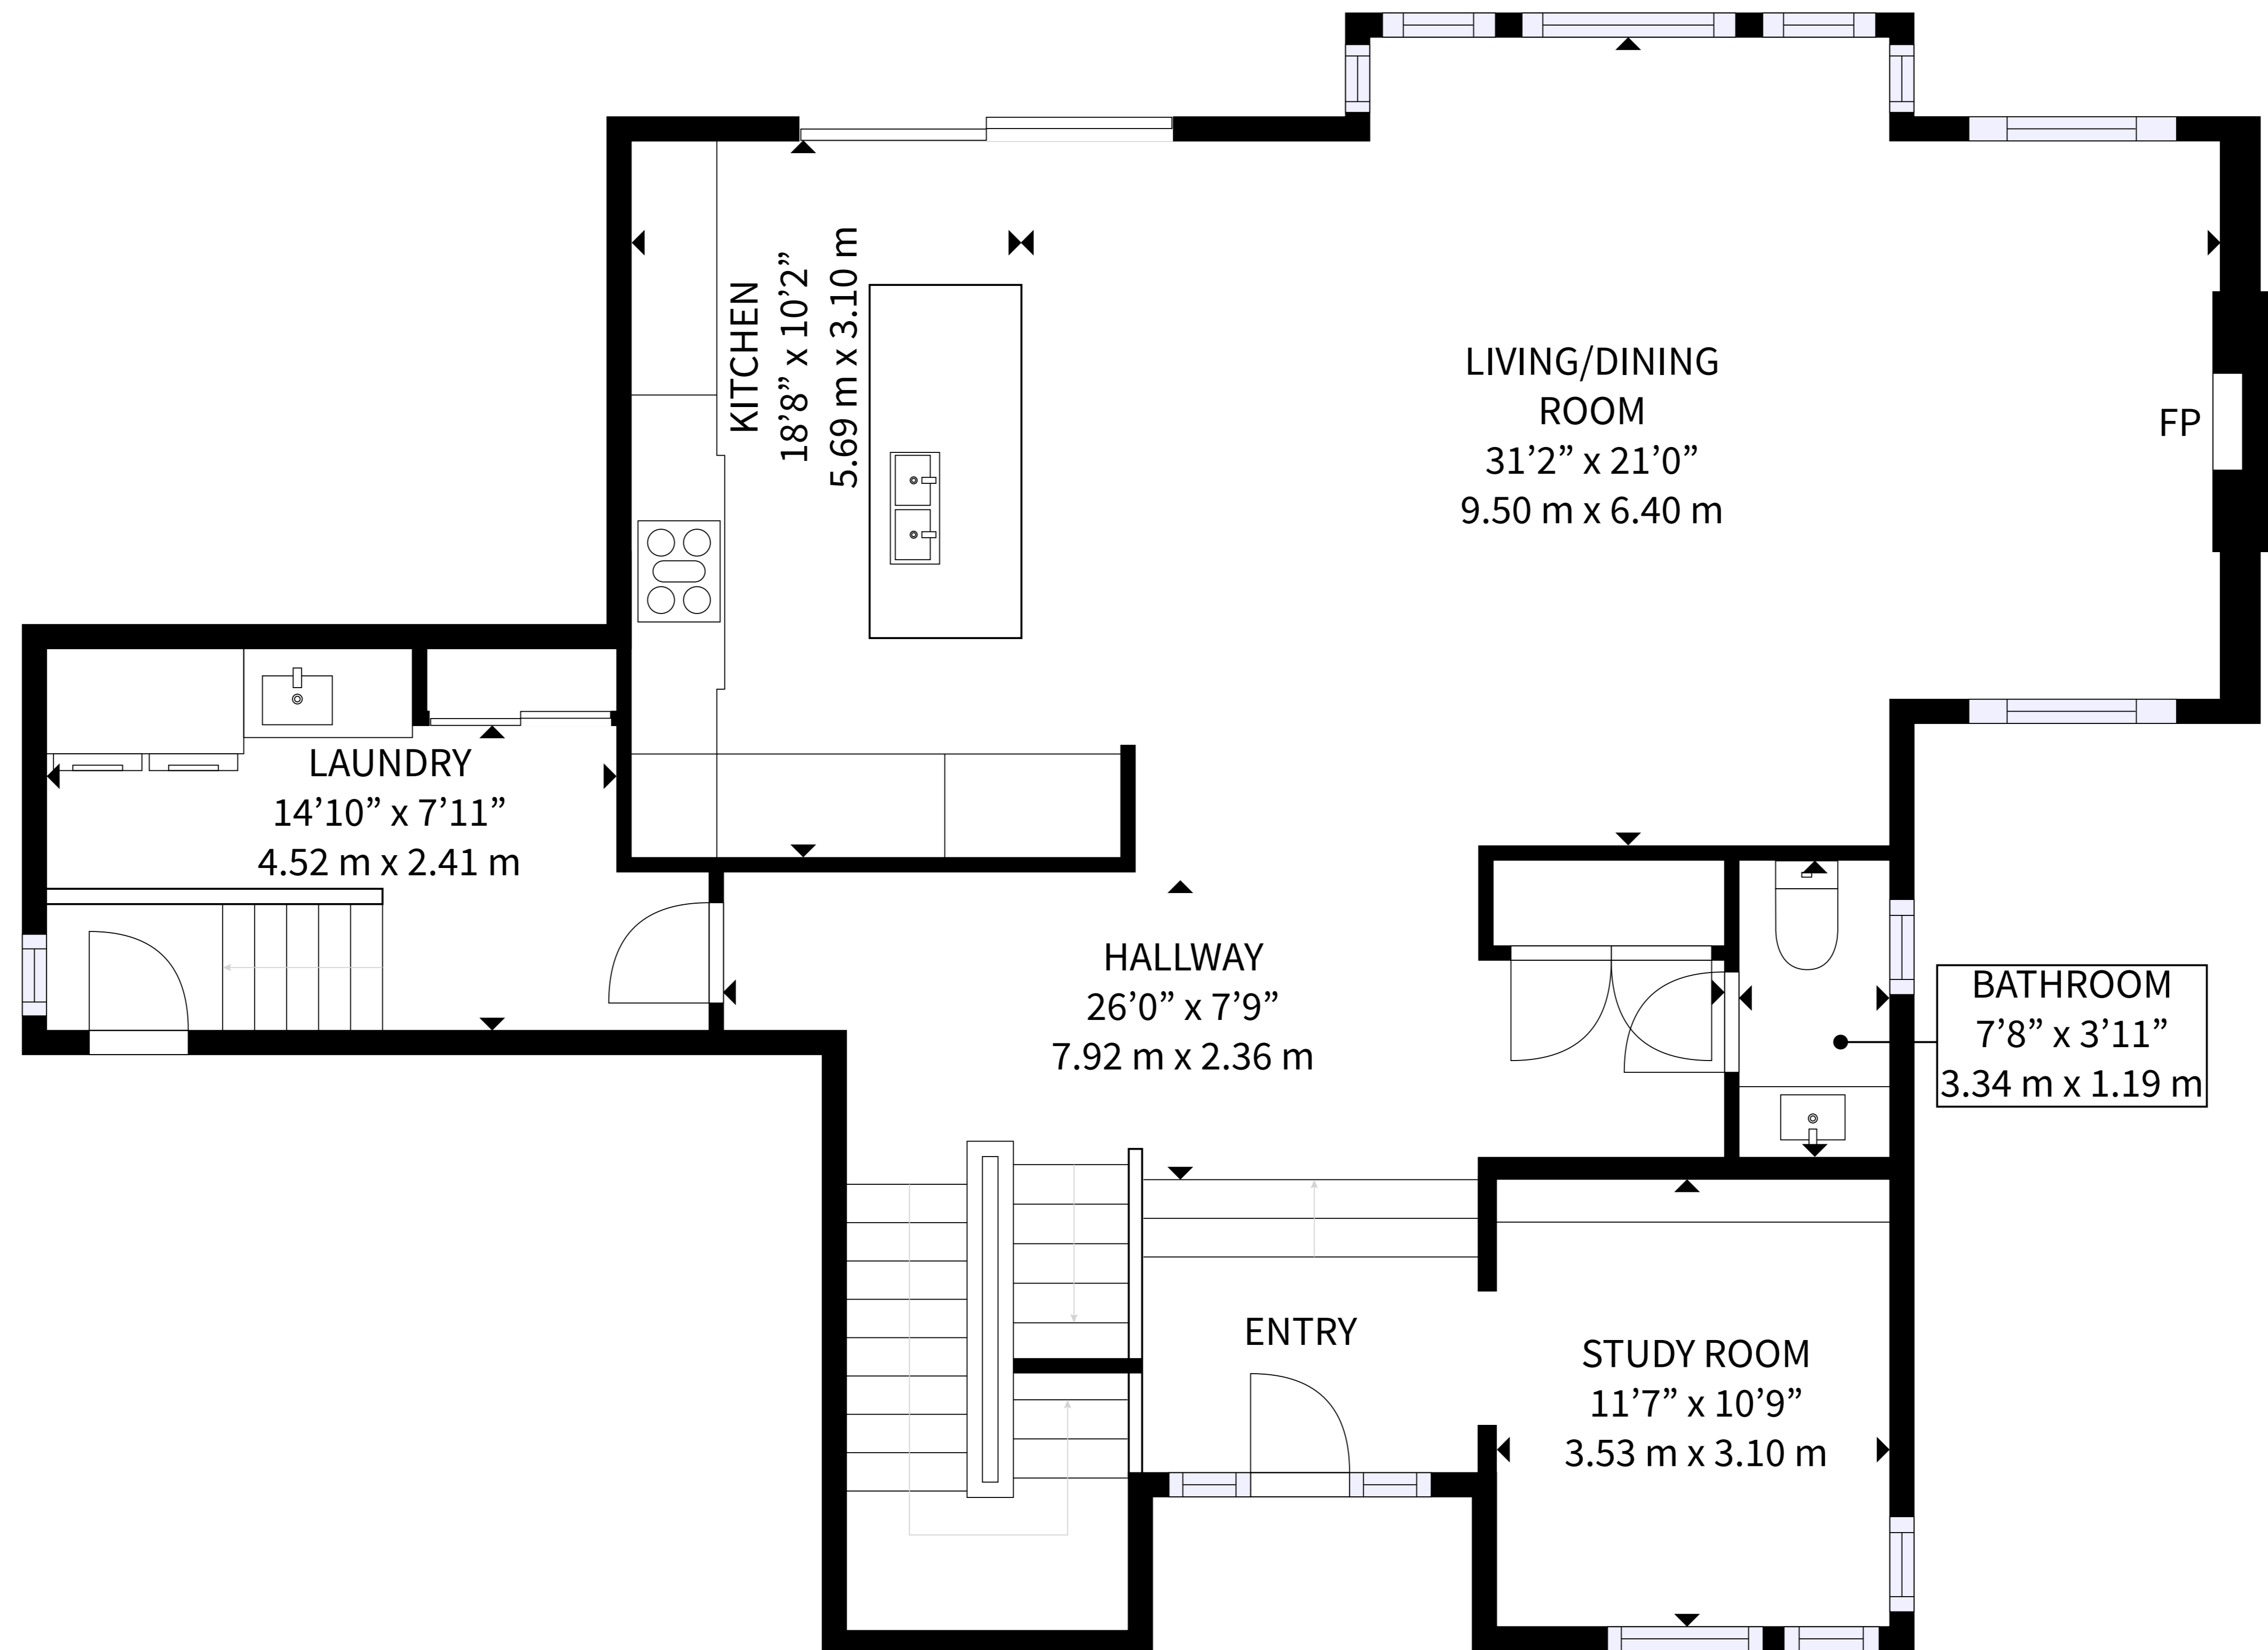 KITCHEN
18’8” x 10’2”
5.69 m x 3.10 m
LIVING/DINING
ROOM
31’2” x 21’0”
9.50 m x 6.40 m
FP
LAUNDRY
14’10” x 7’11”
4.52 m x 2.41 m
HALLWAY
26’0” x 7’9”
7.92 m x 2.36 m
BATHROOM
7’8” x 3’11”
3.34 m x 1.19 m
ENTRY
STUDY ROOM
11’7” x 10’9”
3.53 m x 3.10 m